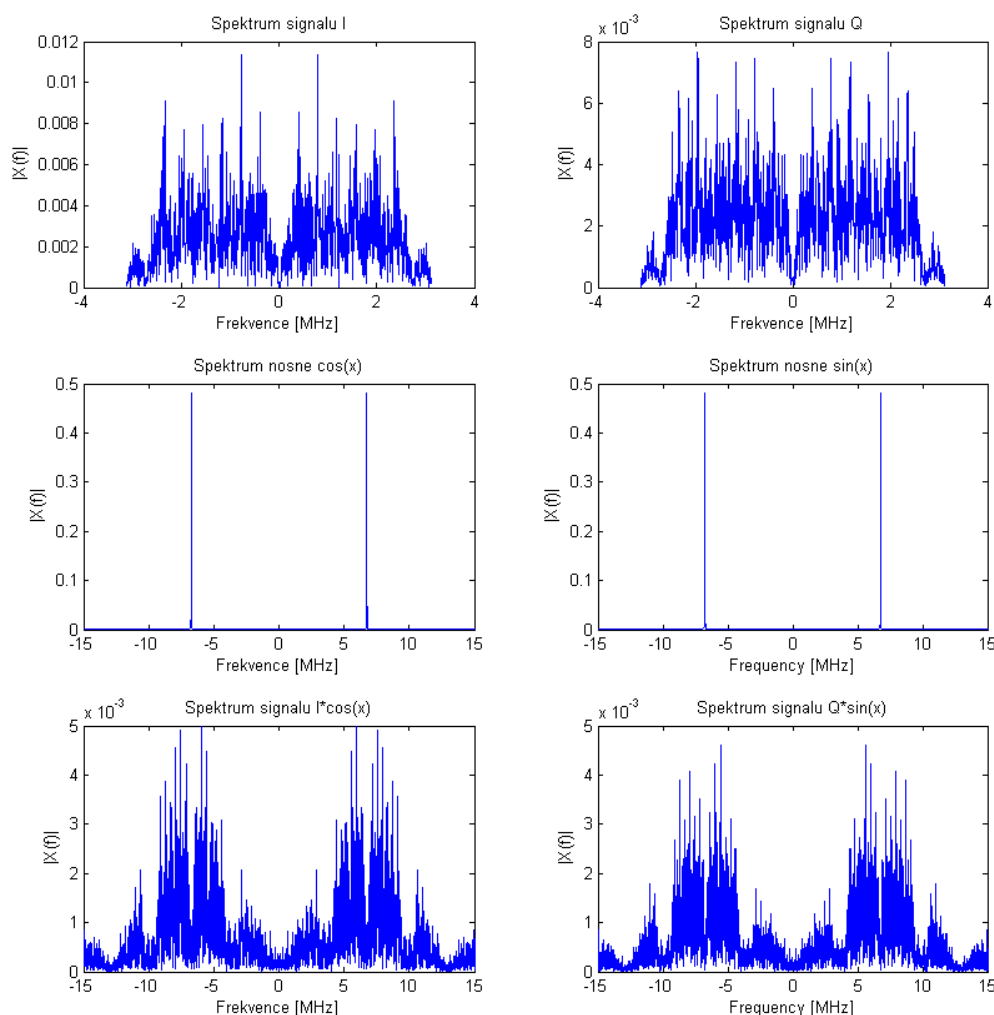 Spektrum signalu I
0.012
0.01
0.008
0.006
0.004
0.002
0
|X(f)|
-4 -2 0 2 4
Frekvence [MHz]
Spektrum signalu Q
x 10^-3
8
6
4
2
0
|X(f)|
-4 -3 -2 -1 0 1 2 3 4
Frekvence [MHz]
Spektrum nosne cos(x)
0.5
0.4
0.3
0.2
0.1
0
|X(f)|
-15 -10 -5 0 5 10 15
Frekvence [MHz]
Spektrum nosne sin(x)
0.5
0.4
0.3
0.2
0.1
0
|X(f)|
-15 -10 -5 0 5 10 15
Frequency [MHz]
Spektrum signalu I*cos(x)
x 10^-3
5
4
3
2
1
0
|X(f)|
-15 -10 -5 0 5 10 15
Frekvence [MHz]
Spektrum signalu Q*sin(x)
x 10^-3
5
4
3
2
1
0
|X(f)|
-15 -10 -5 0 5 10 15
Frequency [MHz]